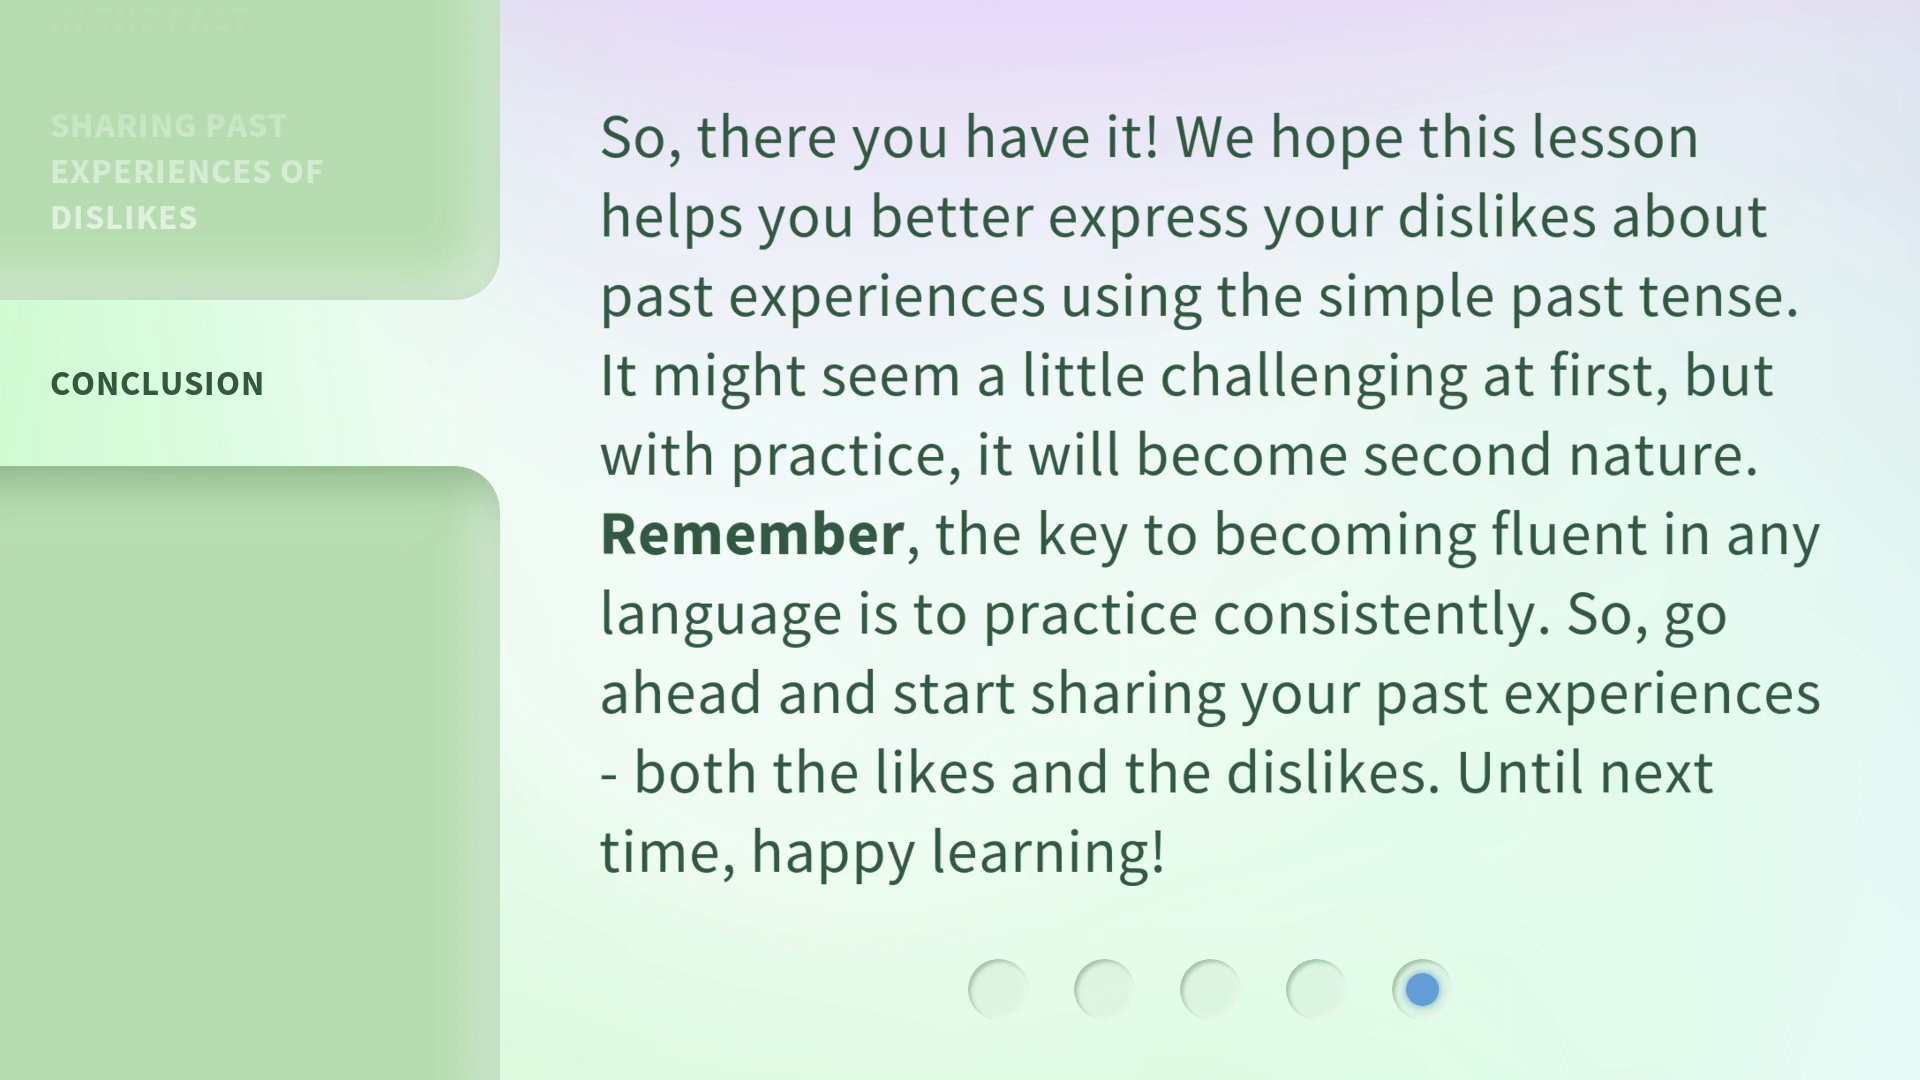 IN THE PAST
SHARING PAST
EXPERIENCES OF
DISLIKES
CONCLUSION
So, there you have it! We hope this lesson
helps you better express your dislikes about
past experiences using the simple past tense.
It might seem a little challenging at first, but
with practice, it will become second nature.
Remember, the key to becoming fluent in any
language is to practice consistently. So, go
ahead and start sharing your past experiences
- both the likes and the dislikes. Until next
time, happy learning!